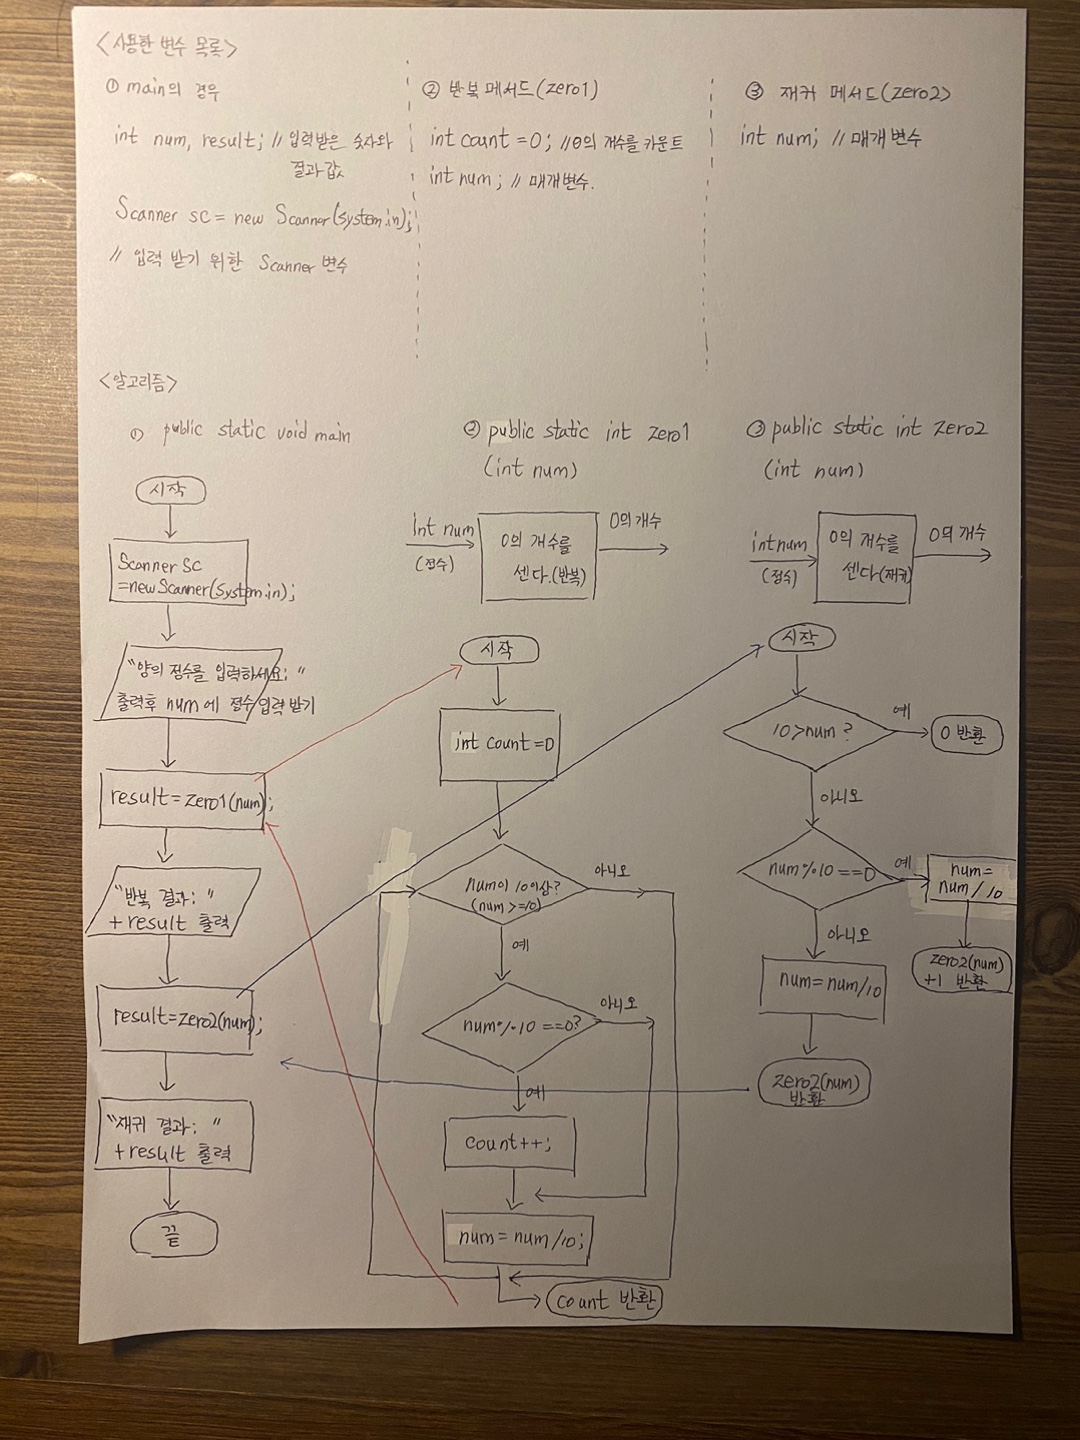 <사용한 변수 목록>
① main의 경우
int num, result; // 입력받은 숫자와
결과값
Scanner sc = new Scanner(system.in);
// 입력 받기 위한 Scanner 변수
② 반복 메서드(zero1)
int count = 0; //0의 개수를 카운트
int num; // 매개변수.
③ 재귀 메서드(zero2)
int num; // 매개변수
<알고리즘>
① public static void main
시작
Scanner sc
=new Scanner(System.in);
"양의 정수를 입력하세요: "
출력후 num에 정수 입력받기
result=zero1(num);
"반복 결과: "
+result 출력
result=zero2(num);
"재귀 결과: "
+result 출력
끝
② public static int zero1
(int num)
int num
(정수)
0의 개수를
센다.(반복)
0의 개수
시작
int count=0
num이 10이상?
(num >=10)
아니오
예
num%10 ==0?
아니오
예
count++;
num = num/10;
count 반환
③ public static int zero2
(int num)
int num
(정수)
0의 개수를
센다(재귀)
0의 개수
시작
10>num?
예
0 반환
아니오
num%10 ==0
예
num=
num/10
zero2(num)
+1 반환
아니오
num=num/10
zero2(num)
반환